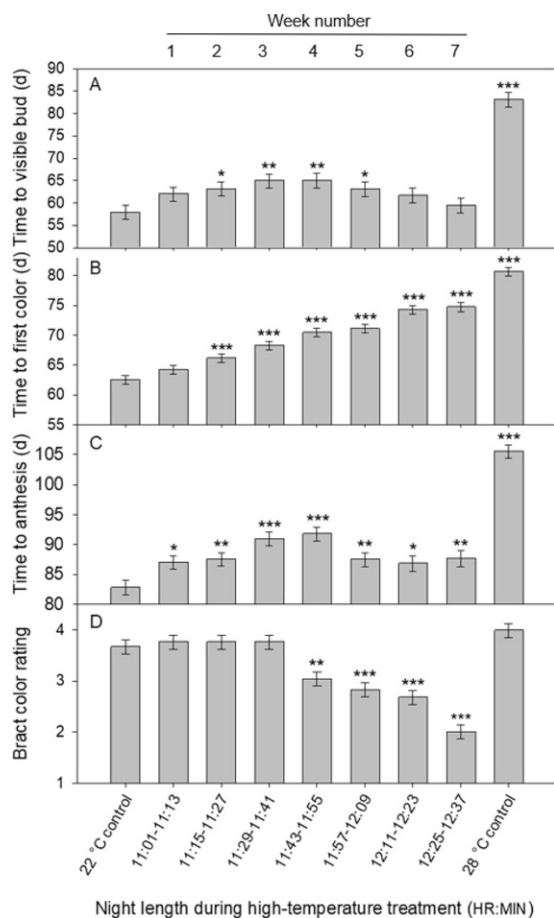 Week number
1 2 3 4 5 6 7
A
Time to visible bud (d)
90
85
80
75
70
65
60
55
50
* ** ** * ***
B
Time to first color (d)
80
75
70
65
60
55
*** *** *** *** *** *** ***
C
Time to anthesis (d)
105
100
95
90
85
80
* ** *** *** ** * ** ***
D
Bract color rating
4
3
2
1
** *** *** ***
22 °C control
11:01-11:13
11:15-11:27
11:29-11:41
11:43-11:55
11:57-12:09
12:11-12:23
12:25-12:37
28 °C control
Night length during high-temperature treatment (HR:MIN)